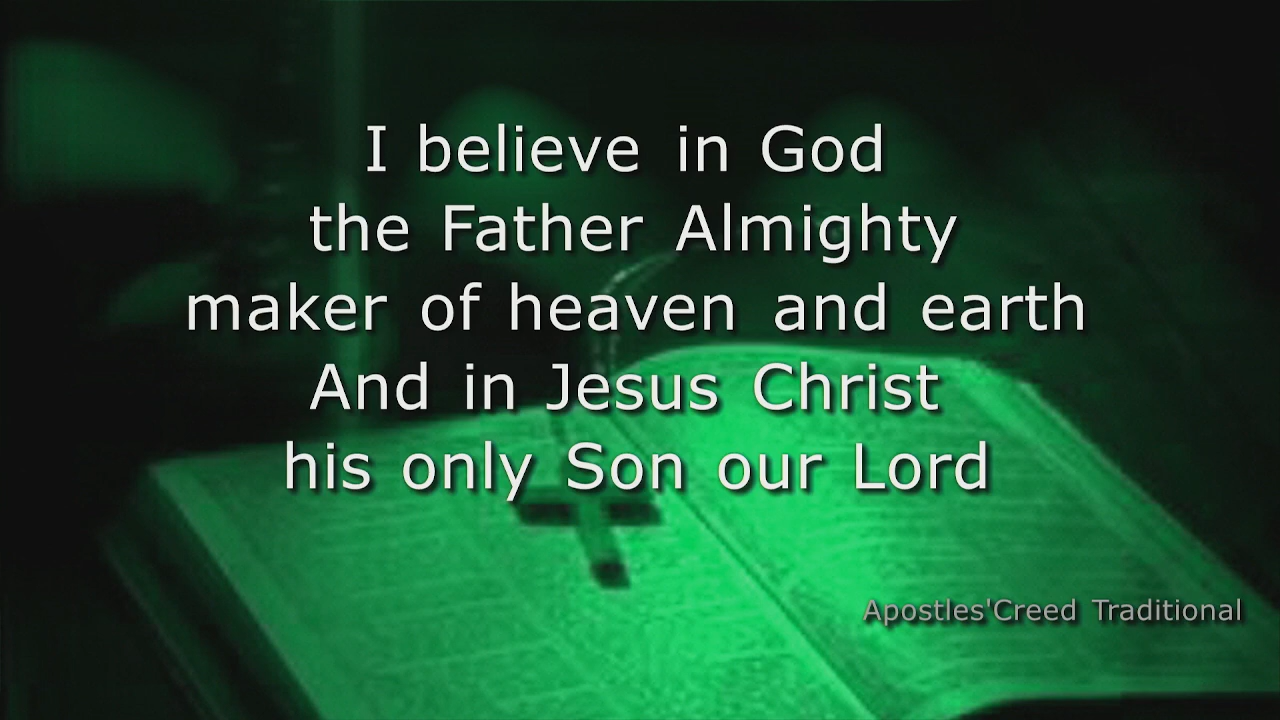 I believe in God
the Father Almighty
maker of heaven and earth
And in Jesus Christ
his only Son our Lord
Apostles'Creed Traditional